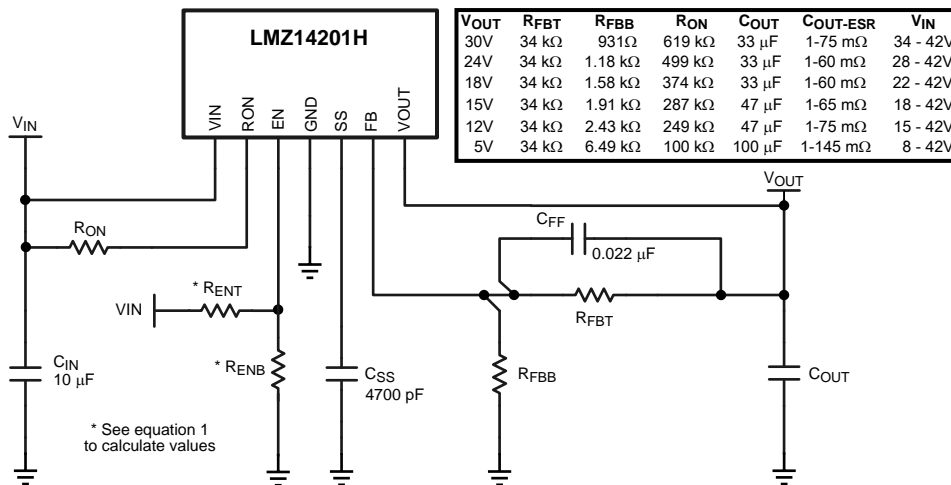 LMZ14201H
VIN
RON
EN
GND
SS
FB
VOUT
VOUT RFBT RFBB RON COUT COUT-ESR VIN
30V 34 kΩ 931Ω 619 kΩ 33 μF 1-75 mΩ 34 - 42V
24V 34 kΩ 1.18 kΩ 499 kΩ 33 μF 1-60 mΩ 28 - 42V
18V 34 kΩ 1.58 kΩ 374 kΩ 33 μF 1-60 mΩ 22 - 42V
15V 34 kΩ 1.91 kΩ 287 kΩ 47 μF 1-65 mΩ 18 - 42V
12V 34 kΩ 2.43 kΩ 249 kΩ 47 μF 1-75 mΩ 15 - 42V
5V 34 kΩ 6.49 kΩ 100 kΩ 100 μF 1-145 mΩ 8 - 42V
VIN
VOUT
RON
CFF
0.022 μF
* RENT
VIN
RFBT
* RENB
CIN
10 μF
CSS
4700 pF
RFBB
COUT
* See equation 1
to calculate values